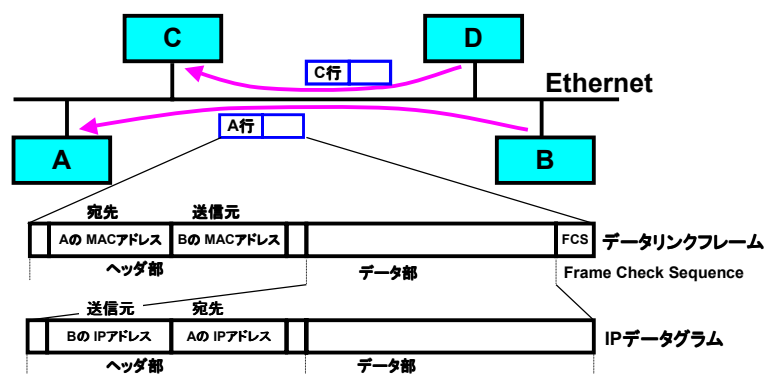 C
D
C行
Ethernet
A行
A
B
宛先 送信元
Aの MACアドレス Bの MACアドレス FCS データリンクフレーム
ヘッダ部 データ部 Frame Check Sequence
送信元 宛先
Bの IPアドレス Aの IPアドレス IPデータグラム
ヘッダ部 データ部